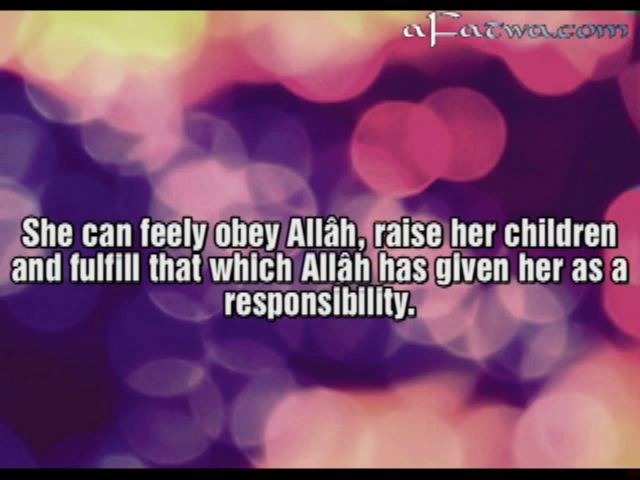 aFatwa.com
She can feely obey Allâh, raise her children
and fulfill that which Allâh has given her as a
responsibility.